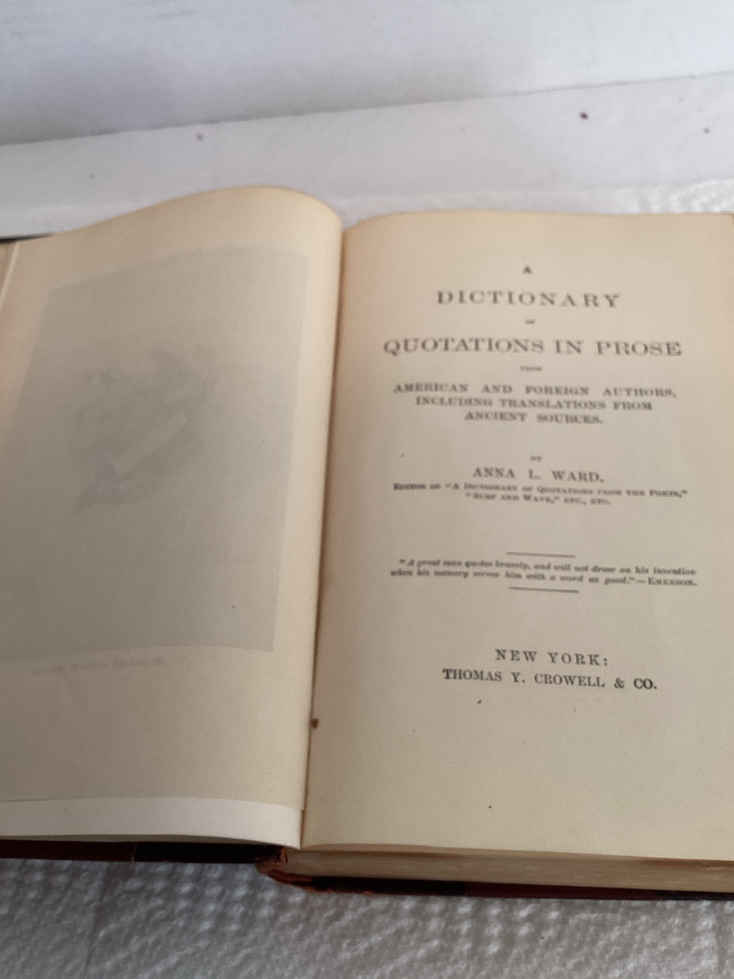 A
DICTIONARY
OF
QUOTATIONS IN PROSE
FROM
AMERICAN AND FOREIGN AUTHORS,
INCLUDING TRANSLATIONS FROM
ANCIENT SOURCES.
BY
ANNA L. WARD,
EDITOR OF "A DICTIONARY OF QUOTATIONS FROM THE POETS,"
"SURF AND WAVE," ETC., ETC.
"A great man quotes bravely, and will not draw on his invention
when his memory serves him with a word as good."—EMERSON.
NEW YORK:
THOMAS Y. CROWELL & CO.